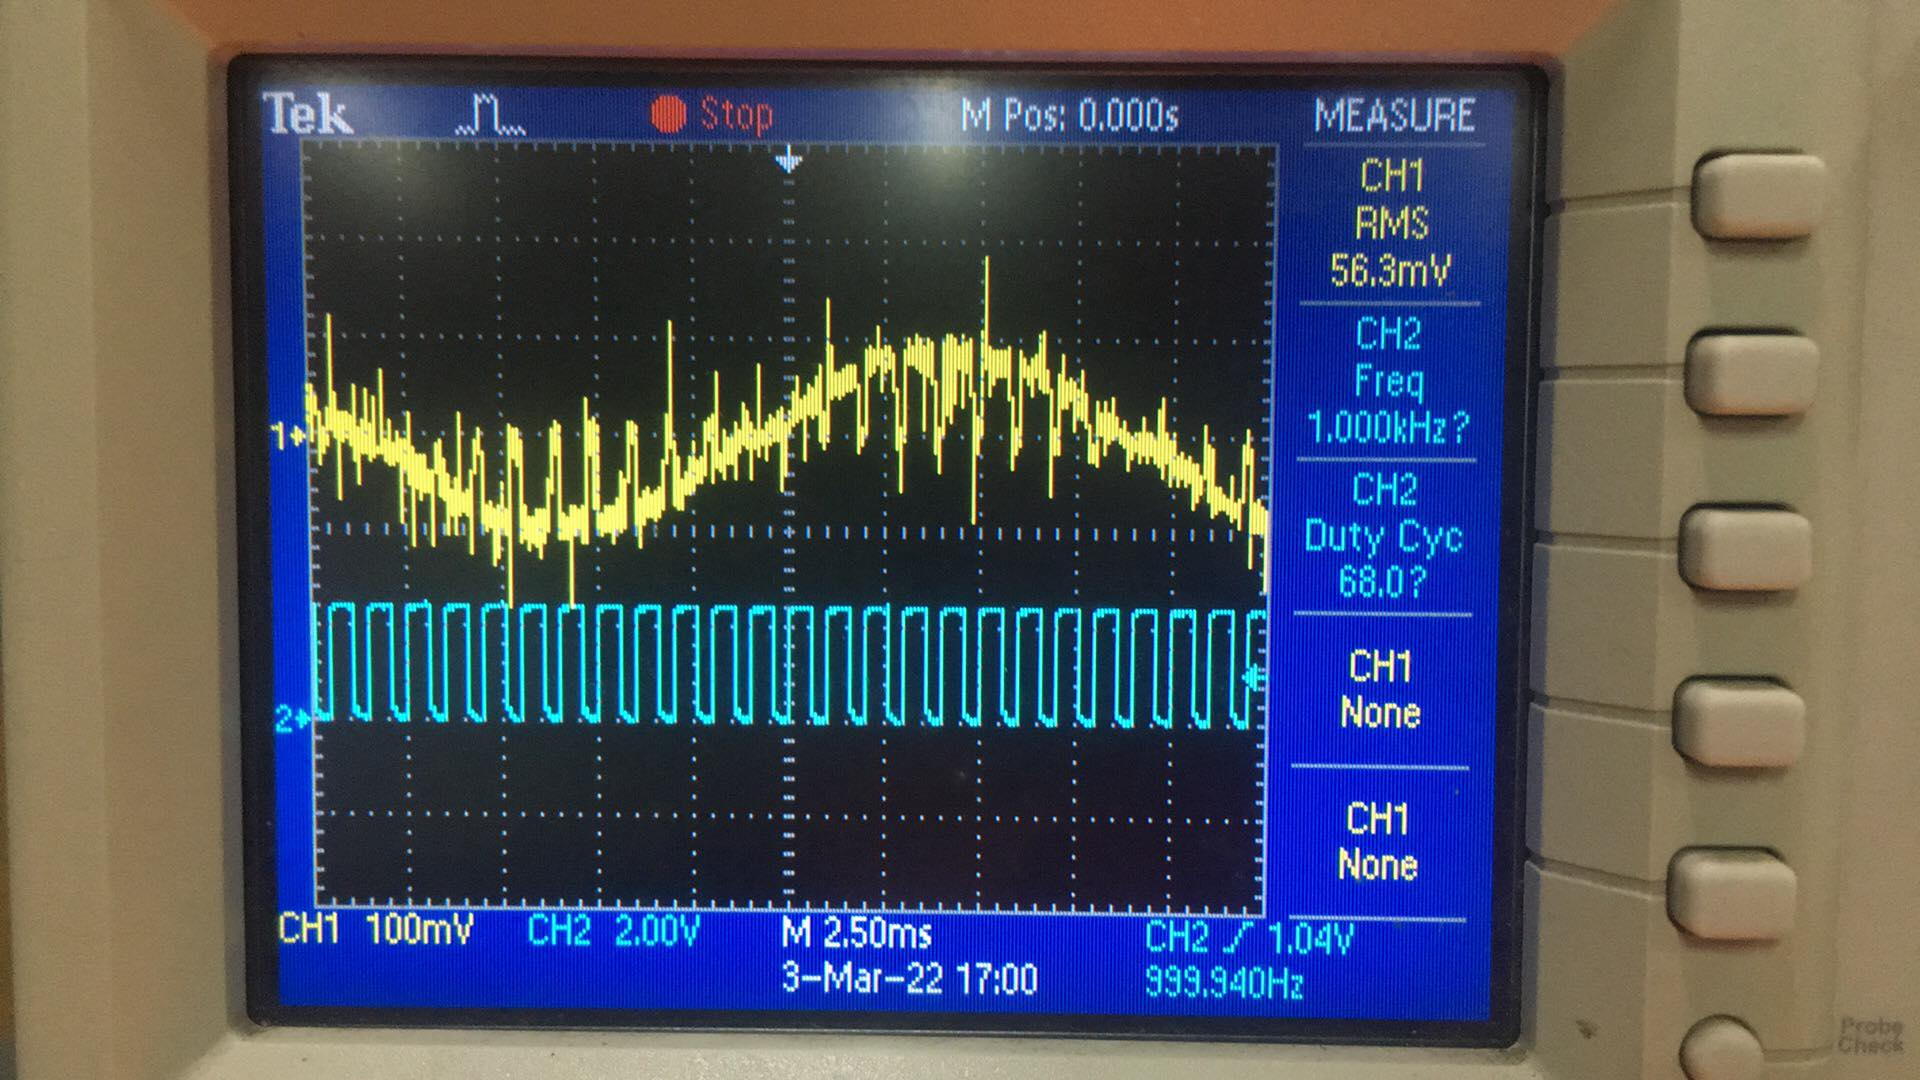 Tek Stop M Pos: 0.000s MEASURE
CH1
RMS
56.3mV
CH2
Freq
1.000kHz?
CH2
Duty Cyc
68.0?
CH1
None
CH1
None
1
2
CH1 100mV CH2 2.00V M 2.50ms CH2 1.04V
3-Mar-22 17:00 999.940Hz
Probe
Check